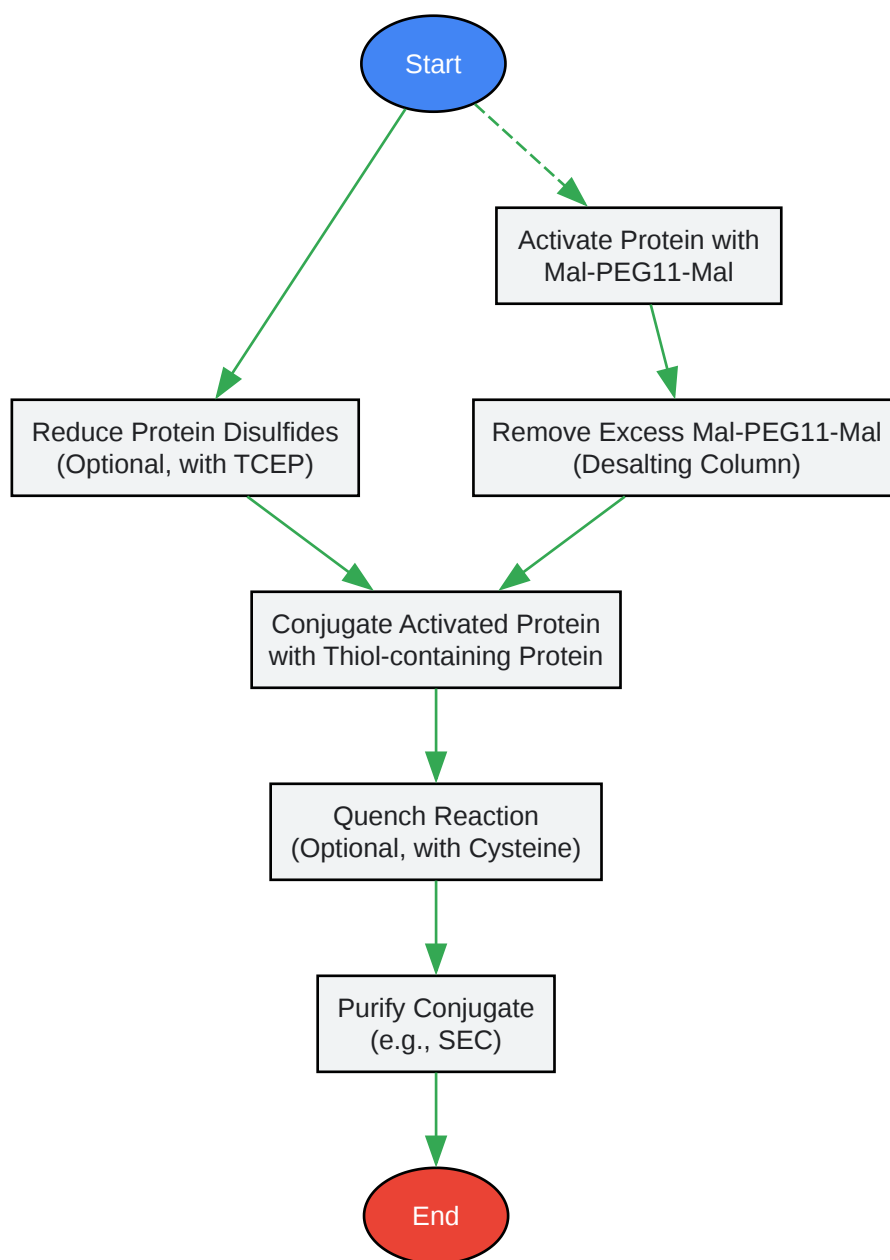 Start
Activate Protein with
Mal-PEG11-Mal
Reduce Protein Disulfides
(Optional, with TCEP)
Remove Excess Mal-PEG11-Mal
(Desalting Column)
Conjugate Activated Protein
with Thiol-containing Protein
Quench Reaction
(Optional, with Cysteine)
Purify Conjugate
(e.g., SEC)
End